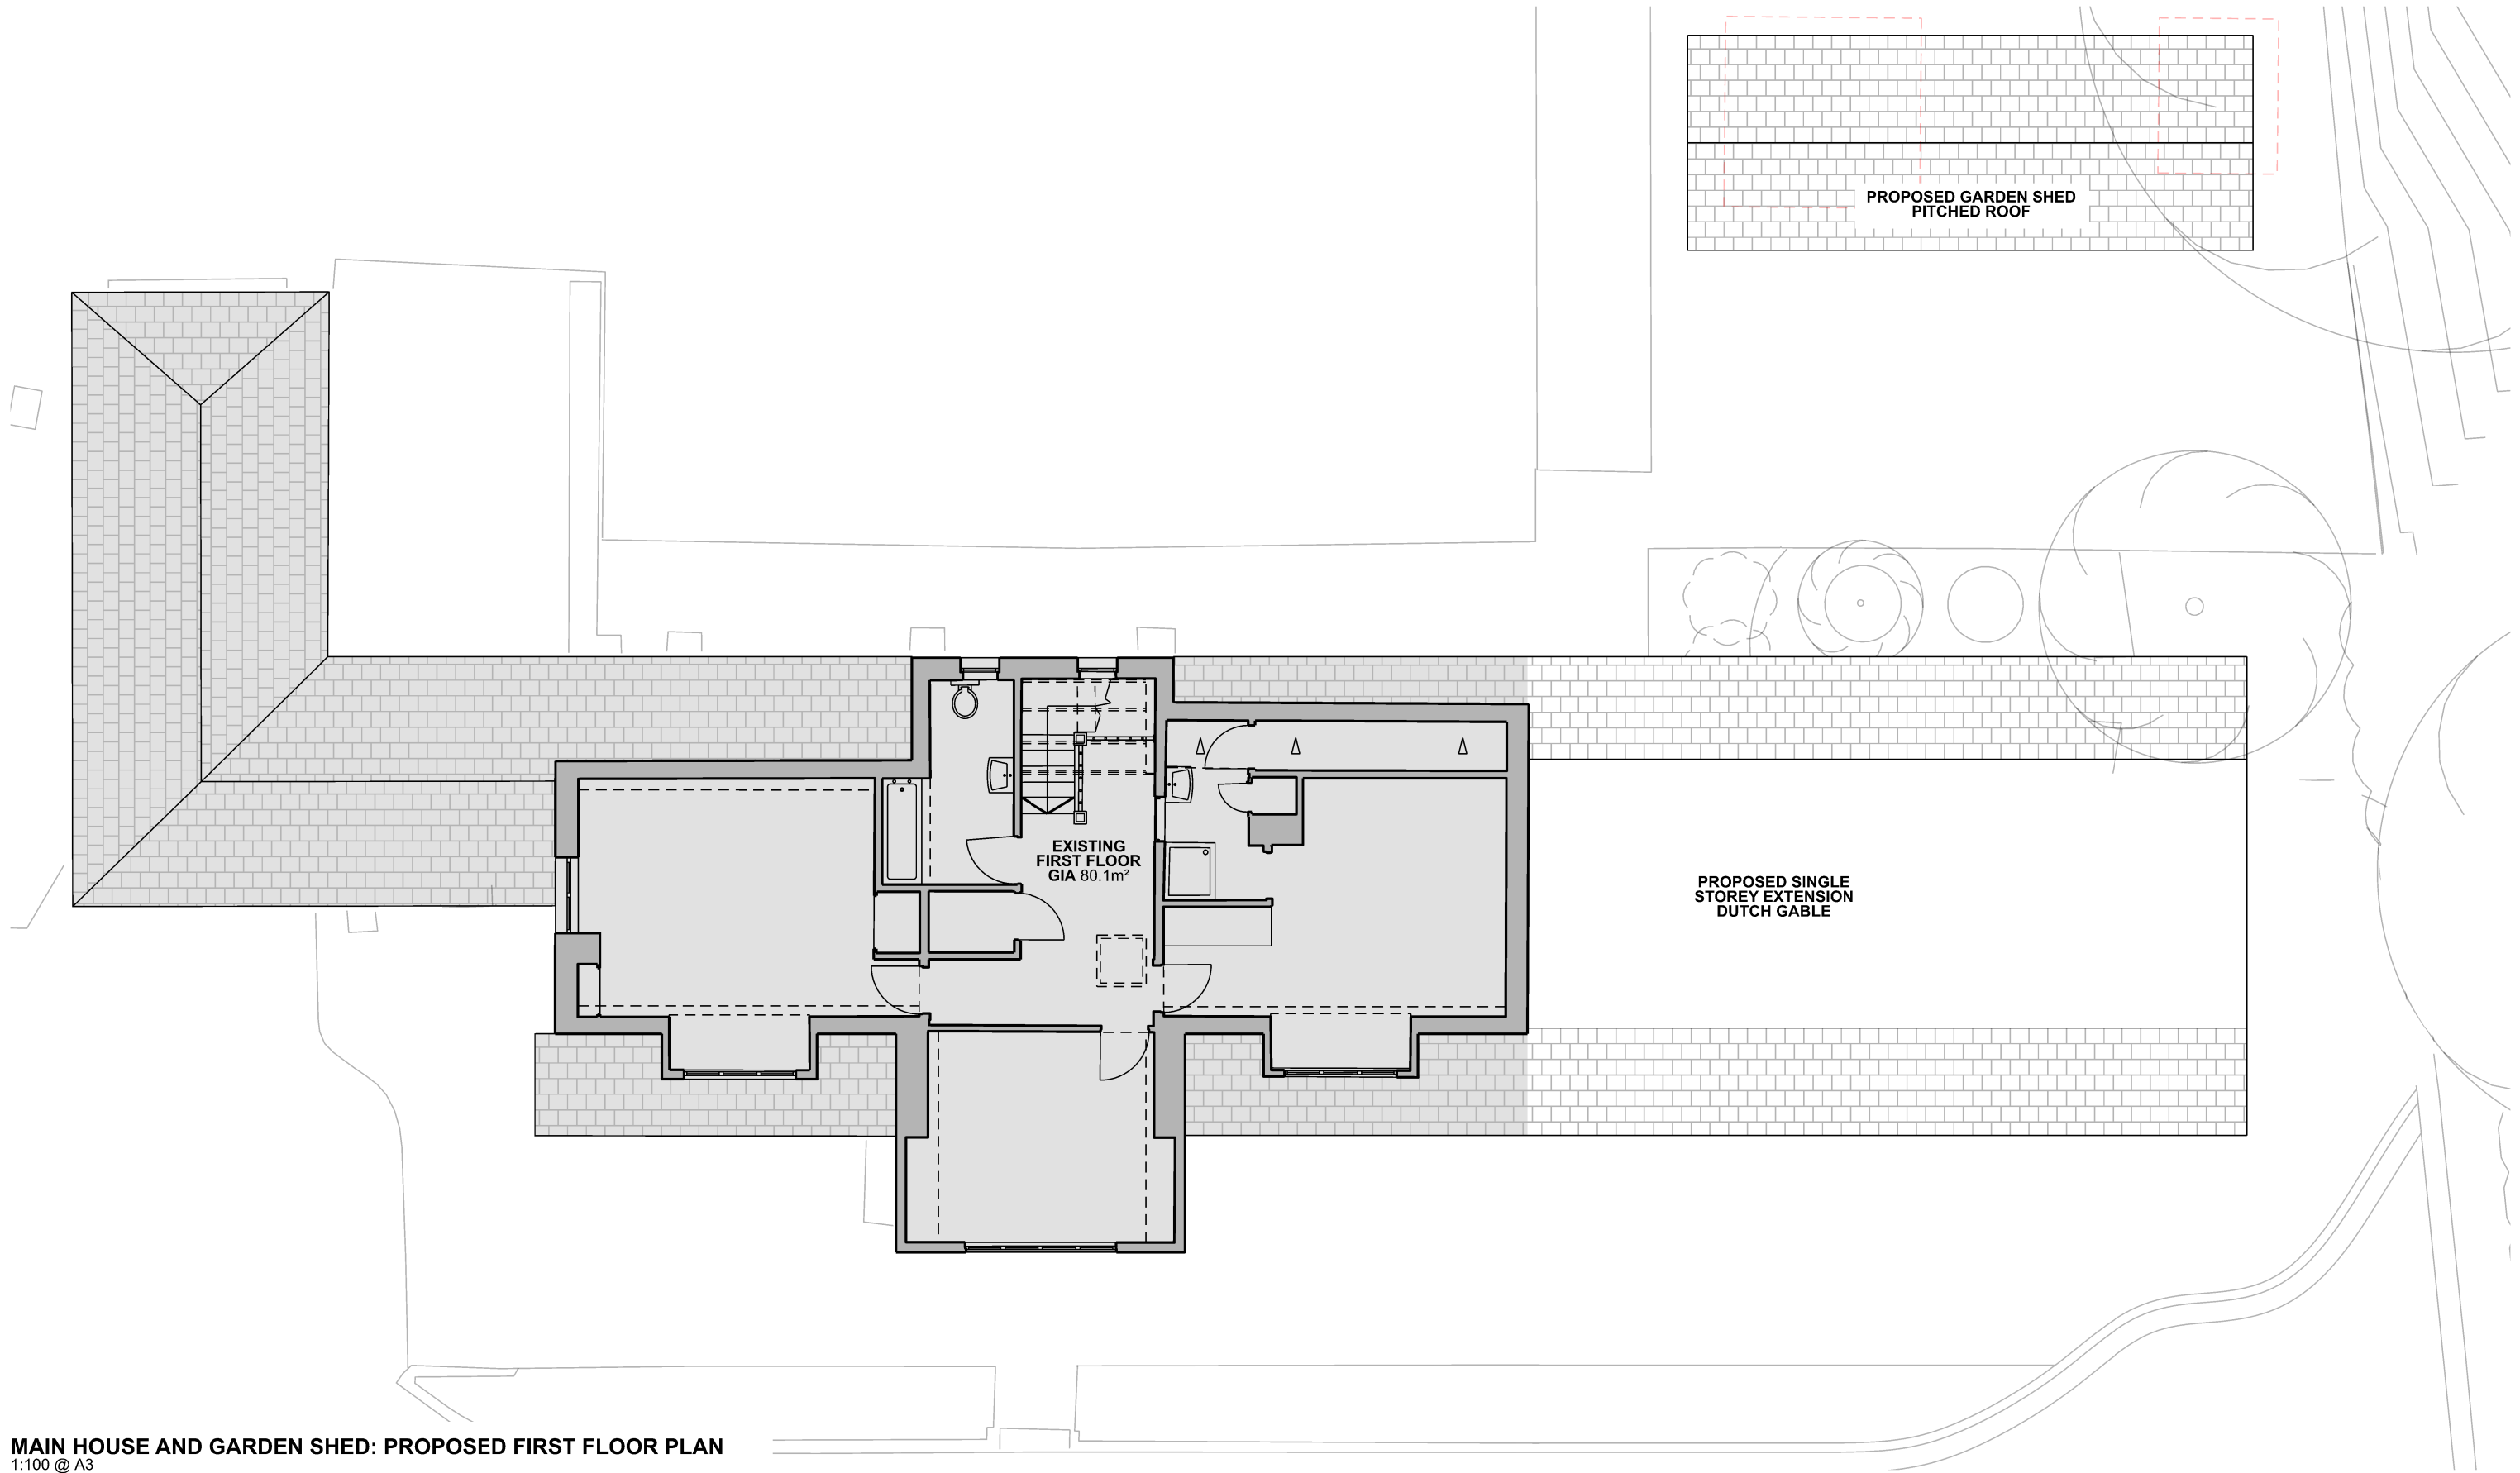 PROPOSED GARDEN SHED
PITCHED ROOF
EXISTING
FIRST FLOOR
GIA 80.1m²
PROPOSED SINGLE
STOREY EXTENSION
DUTCH GABLE
MAIN HOUSE AND GARDEN SHED: PROPOSED FIRST FLOOR PLAN
1:100 @ A3